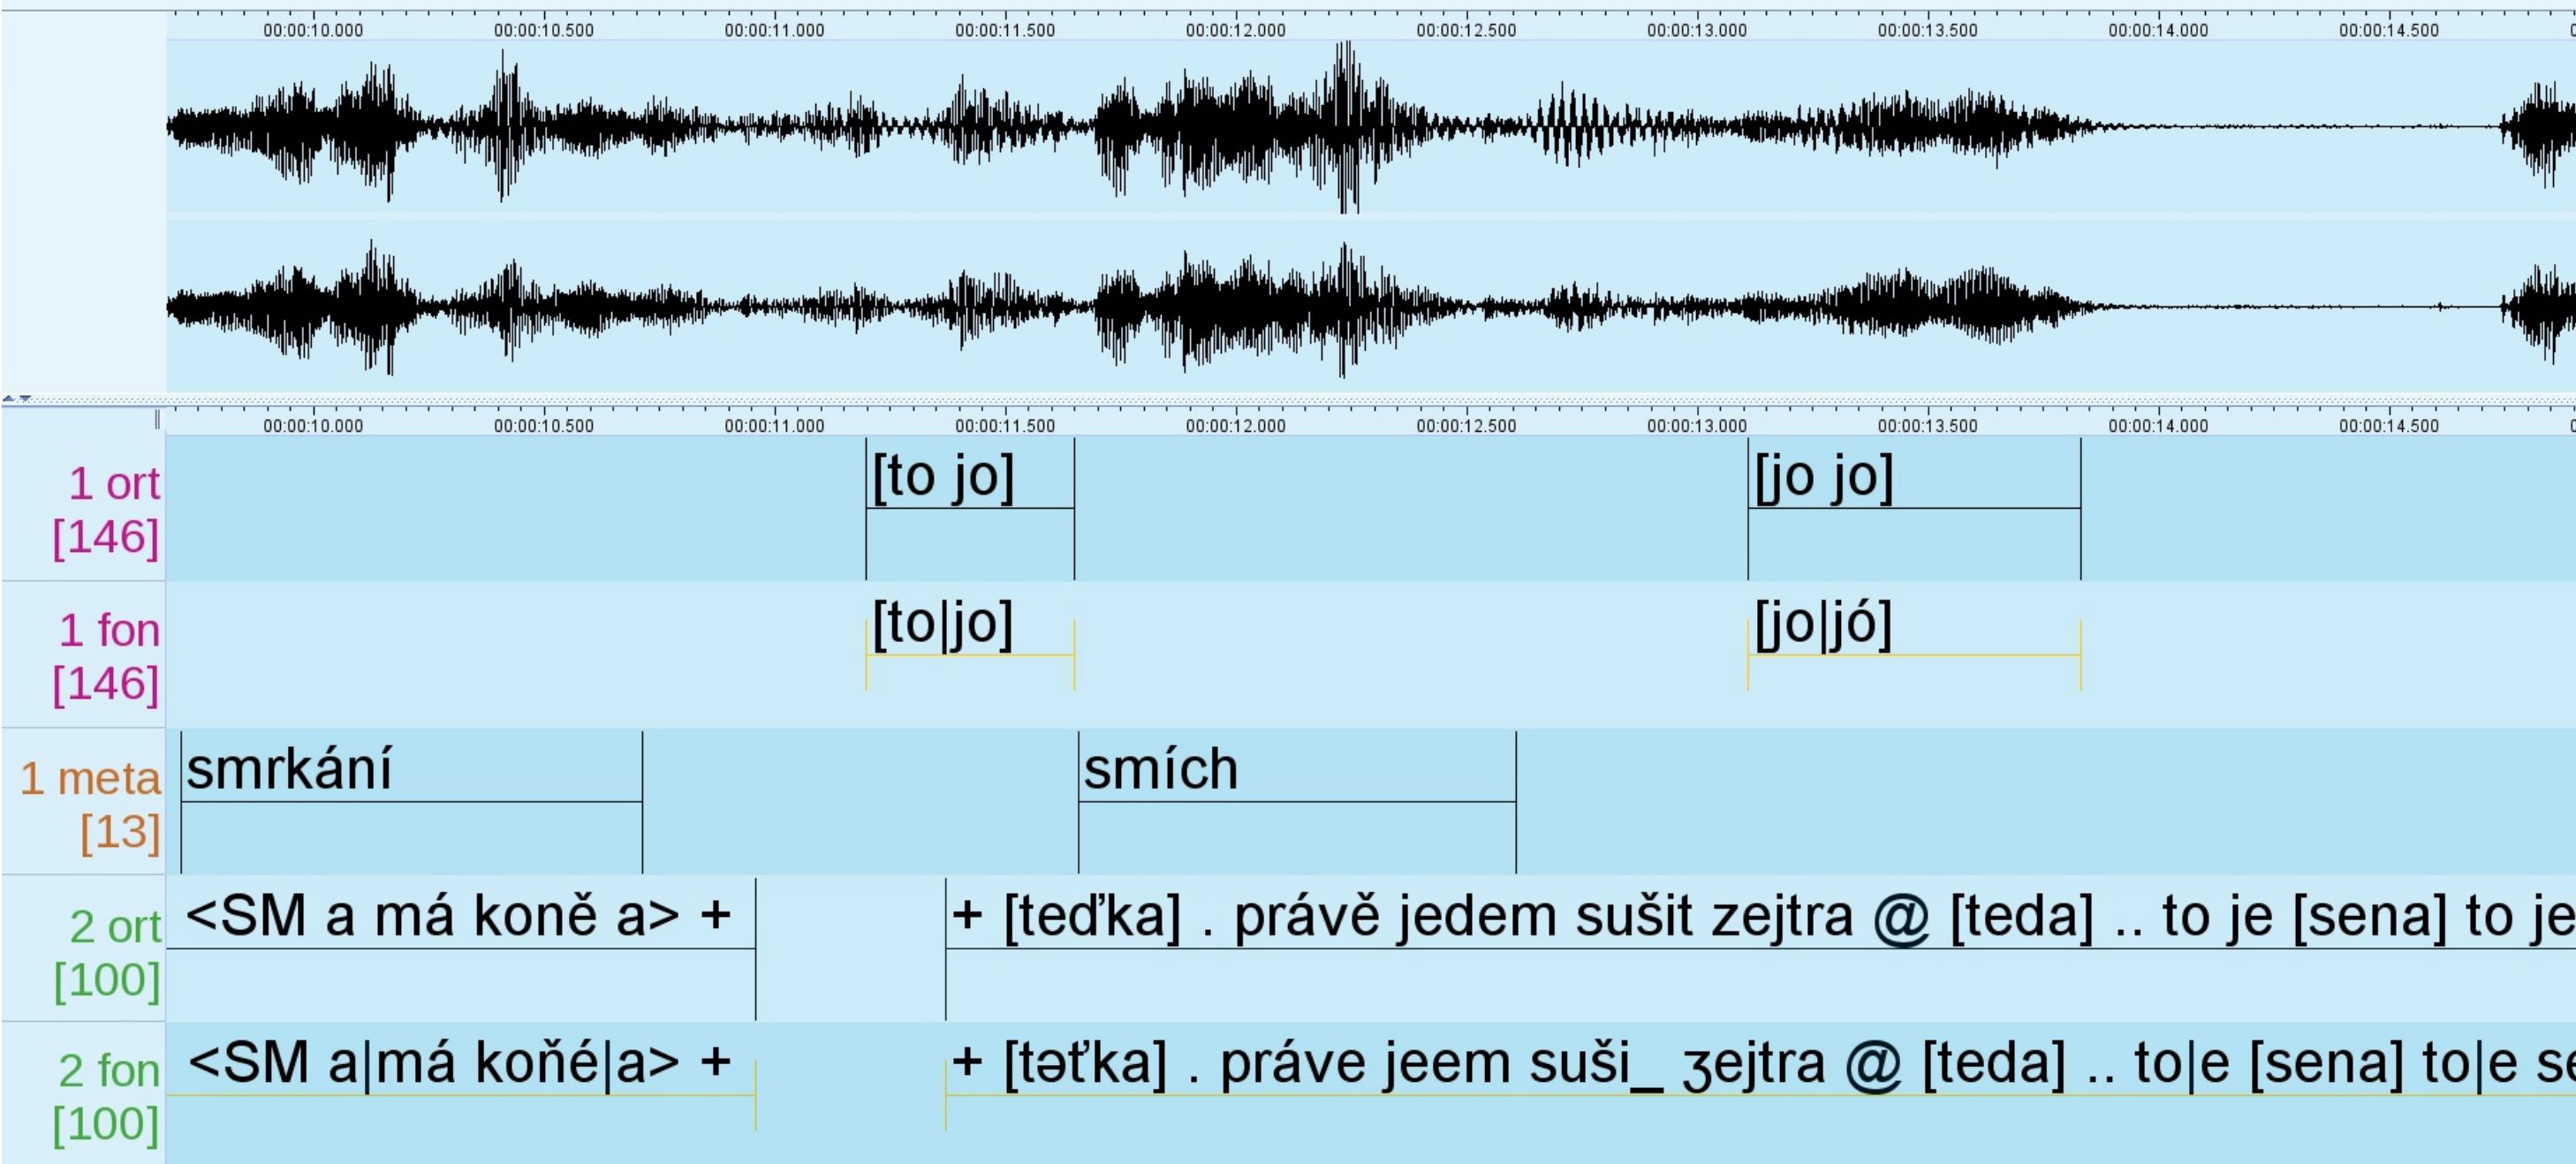 00:00:10.000 00:00:10.500 00:00:11.000 00:00:11.500 00:00:12.000 00:00:12.500 00:00:13.000 00:00:13.500 00:00:14.000 00:00:14.500 0
00:00:10.000 00:00:10.500 00:00:11.000 00:00:11.500 00:00:12.000 00:00:12.500 00:00:13.000 00:00:13.500 00:00:14.000 00:00:14.500 0
1 ort [to jo] [jo jo]
[146]
1 fon [to|jo] [jo|jó]
[146]
1 meta smrkání smích
[13]
2 ort <SM a má koně a> + + [teďka] . právě jedem sušit zejtra @ [teda] .. to je [sena] to je
[100]
2 fon <SM a|má koňé|a> + + [təťka] . práve jeem suši_ ʒejtra @ [teda] .. to|e [sena] to|e se
[100]